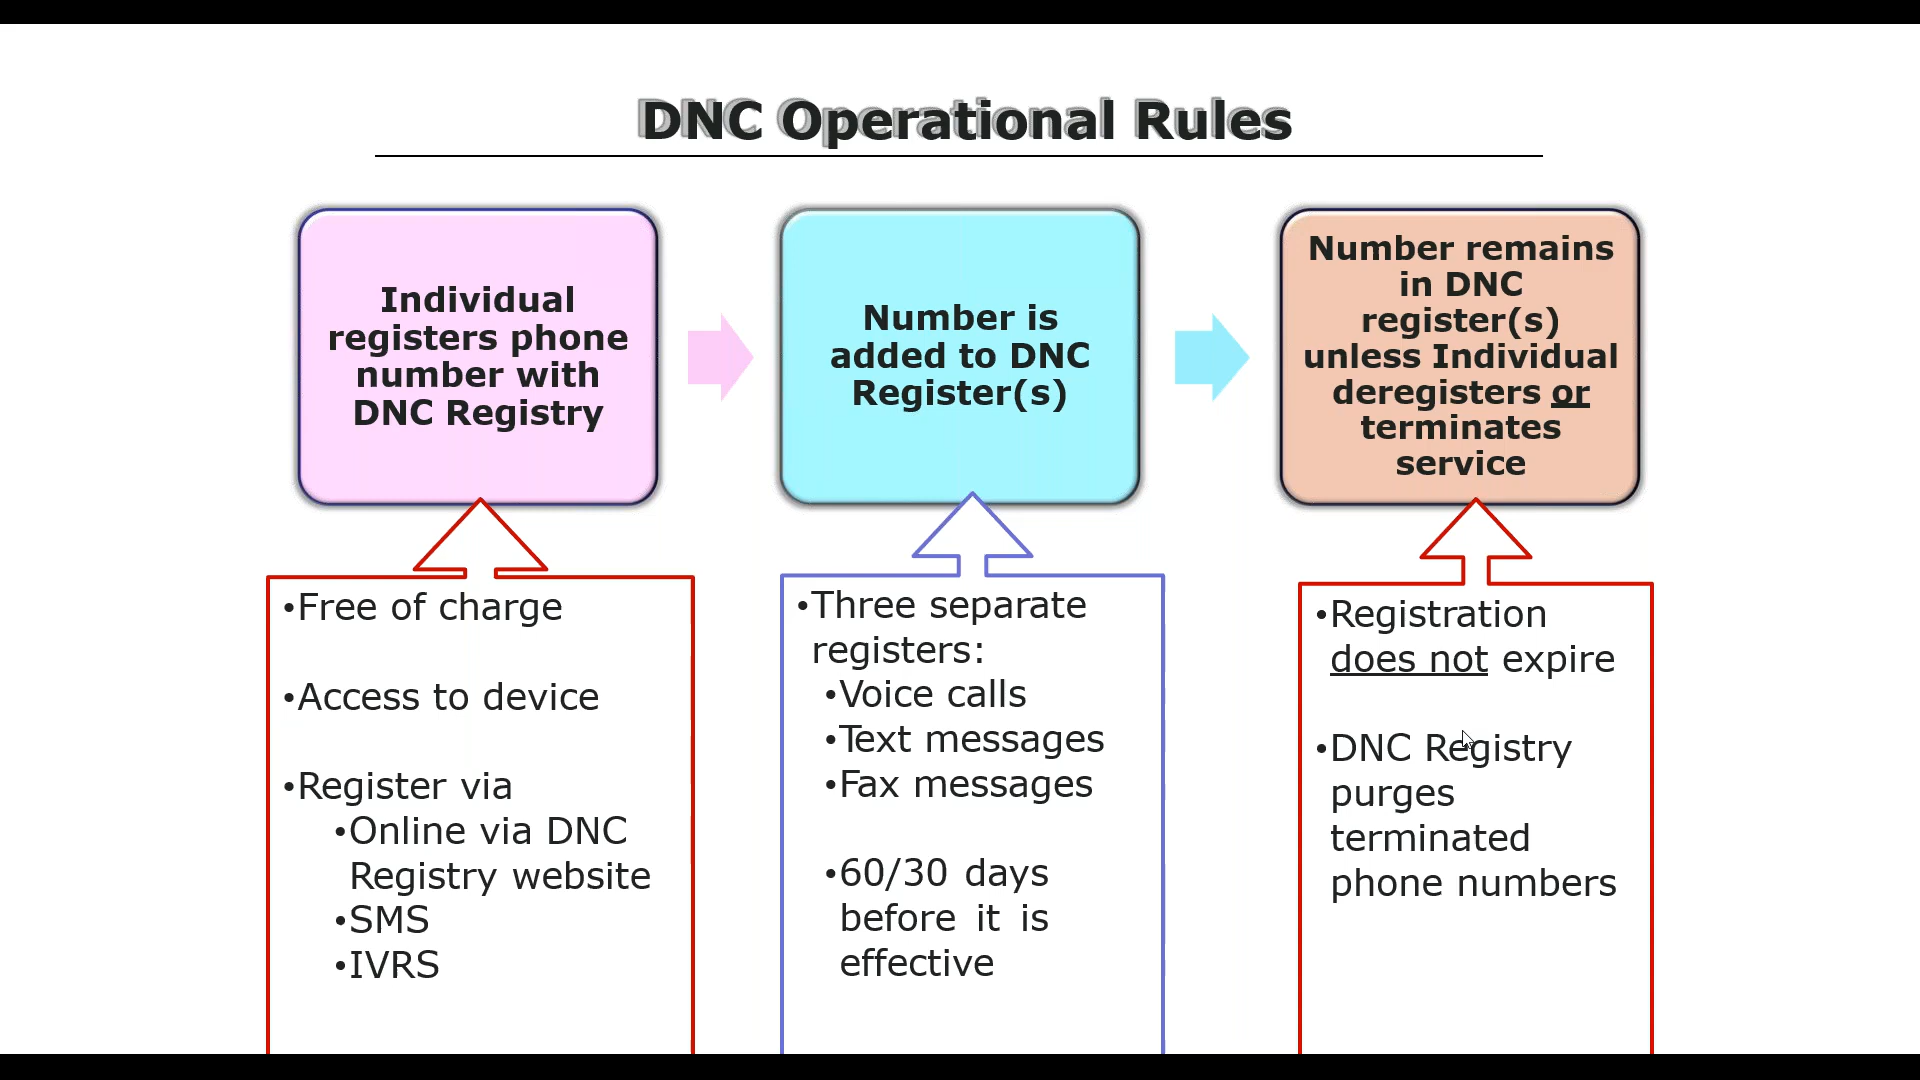 DNC Operational Rules
Individual
registers phone
number with
DNC Registry
Number is
added to DNC
Register(s)
Number remains
in DNC
register(s)
unless Individual
deregisters or
terminates
service
•Free of charge
•Access to device
•Register via
•Online via DNC
Registry website
•SMS
•IVRS
•Three separate
registers:
•Voice calls
•Text messages
•Fax messages
•60/30 days
before it is
effective
•Registration
does not expire
•DNC Registry
purges
terminated
phone numbers